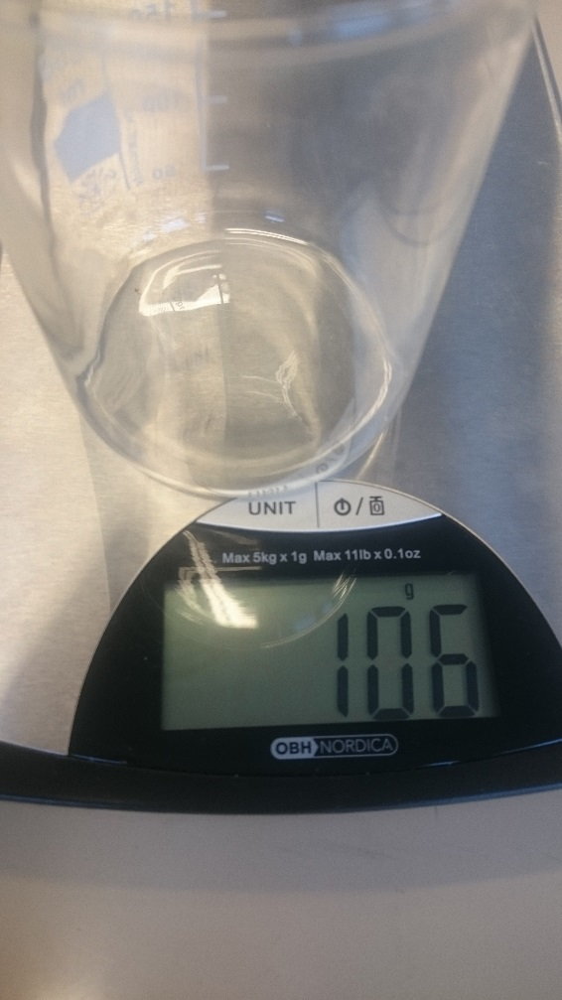 UNIT
Max 5kg x 1g Max 11lb x 0.1oz
g
106
OBH NORDICA